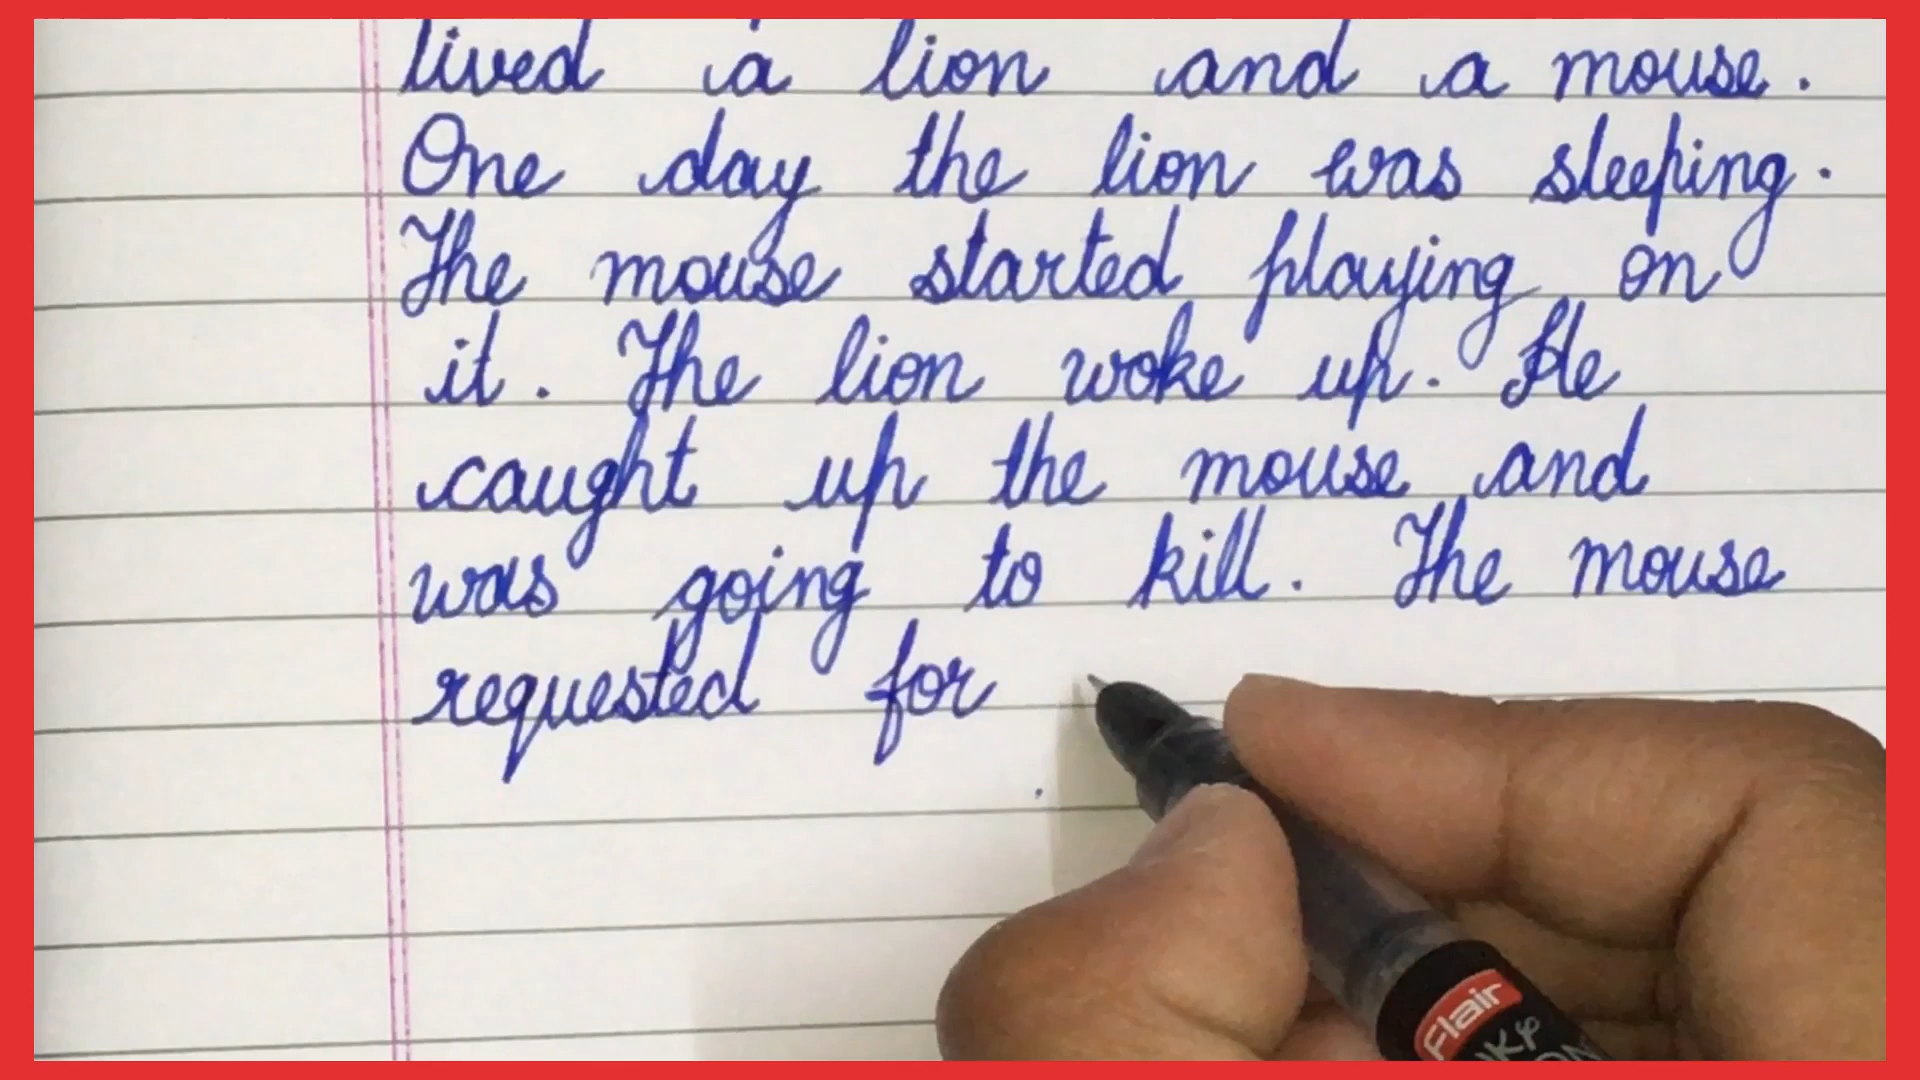 lived a lion and a mouse.
One day the lion was sleeping.
The mouse started playing on
it. The lion woke up. He
caught up the mouse and
was going to kill. The mouse
requested for
Flair